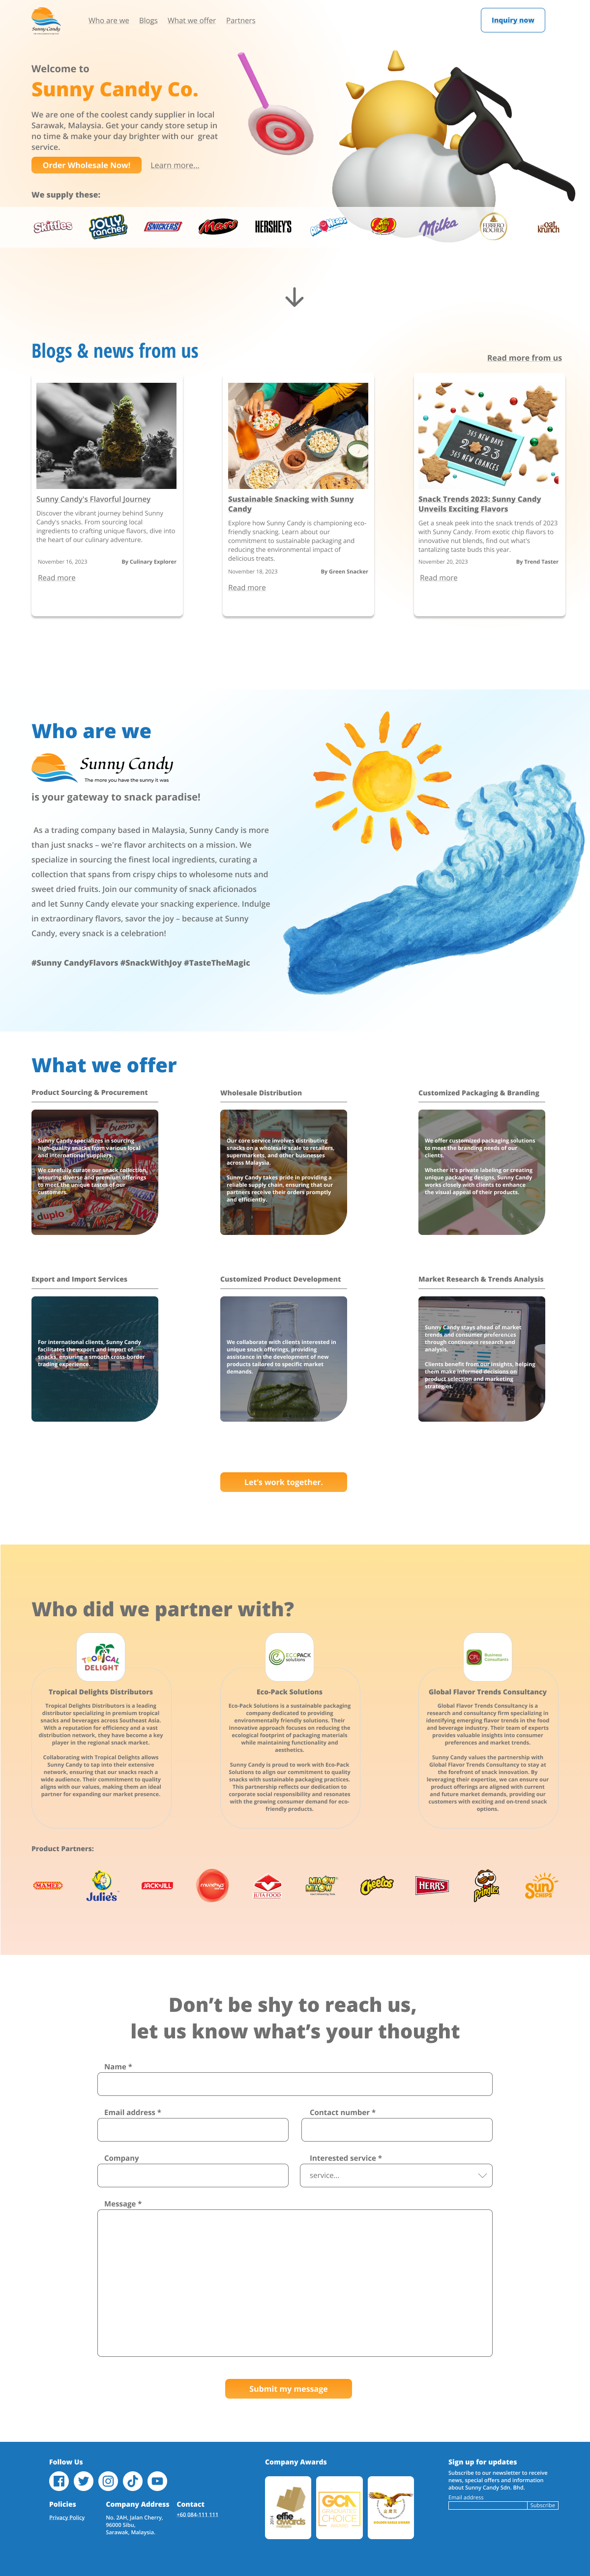 Sunny Candy
Who are we
Blogs
What we offer
Partners
Inquiry now
Welcome to
Sunny Candy Co.
We are one of the coolest candy supplier in local
Sarawak, Malaysia. Get your candy store setup in
no time & make your day brighter with our great
service.
Order Wholesale Now!
Learn more...
We supply these:
Skittles
JOLLY
rancher
SNICKERS
Mars
HERSHEY'S
Jelly
Belly
Milka
FERRERO
ROCHER
oat
krunch
Blogs & news from us
Read more from us
Sunny Candy's Flavorful Journey
Discover the vibrant journey behind Sunny
Candy's snacks. From sourcing local
ingredients to crafting unique flavors, dive into
the heart of our culinary adventure.
November 16, 2023
By Culinary Explorer
Read more
Sustainable Snacking with Sunny
Candy
Explore how Sunny Candy is championing eco-
friendly snacking. Learn about our
commitment to sustainable packaging and
reducing the environmental impact of
delicious treats.
November 18, 2023
By Green Snacker
Read more
365 NEW DAYS
2 23
365 NEW CHANCES
Snack Trends 2023: Sunny Candy
Unveils Exciting Flavors
Get a sneak peek into the snack trends of 2023
with Sunny Candy. From exotic chip flavors to
innovative nut blends, find out what's
tantalizing taste buds this year.
November 20, 2023
By Trend Taster
Read more
Who are we
Sunny Candy
The more you have the sunny it was
is your gateway to snack paradise!
As a trading company based in Malaysia, Sunny Candy is more
than just snacks – we're flavor architects on a mission. We
specialize in sourcing the finest local ingredients, curating a
collection that spans from crispy chips to wholesome nuts and
sweet dried fruits. Join our community of snack aficionados
and let Sunny Candy elevate your snacking experience. Indulge
in extraordinary flavors, savor the joy – because at Sunny
Candy, every snack is a celebration!
#Sunny CandyFlavors #SnackWithJoy #TasteTheMagic
What we offer
Product Sourcing & Procurement
Sunny Candy specializes in sourcing
high-quality snacks from various local
and international suppliers.
We carefully curate our snack collection,
ensuring diverse and premium offerings
to meet the unique tastes of our
customers.
duplo
Wholesale Distribution
Our core service involves distributing
snacks on a wholesale scale to retailers,
supermarkets, and other businesses
across Malaysia.
Sunny Candy takes pride in providing a
reliable supply chain, ensuring that our
partners receive their orders promptly
and efficiently.
Customized Packaging & Branding
We offer customized packaging solutions
to meet the branding needs of our
clients.
Whether it's private labeling or creating
unique packaging designs, Sunny Candy
works closely with clients to enhance
the visual appeal of their products.
Export and Import Services
For international clients, Sunny Candy
facilitates the export and import of
snacks, ensuring a smooth cross-border
trading experience.
Customized Product Development
We collaborate with clients interested in
unique snack offerings, providing
assistance in the development of new
products tailored to specific market
demands.
Market Research & Trends Analysis
Sunny Candy stays ahead of market
trends and consumer preferences
through continuous research and
analysis.
Clients benefit from our insights, helping
them make informed decisions on
product selection and marketing
strategies.
Let's work together.
Who did we partner with?
TROPICAL
DELIGHT
Tropical Delights Distributors
Tropical Delights Distributors is a leading
distributor specializing in premium tropical
snacks and beverages across Southeast Asia.
With a reputation for efficiency and a vast
distribution network, they have become a key
player in the regional snack market.
Collaborating with Tropical Delights allows
Sunny Candy to tap into their extensive
network, ensuring that our snacks reach a
wide audience. Their commitment to quality
aligns with our values, making them an ideal
partner for expanding our market presence.
ECOPACK
solutions
Eco-Pack Solutions
Eco-Pack Solutions is a sustainable packaging
company dedicated to providing
environmentally friendly solutions. Their
innovative approach focuses on reducing the
ecological footprint of packaging materials
while maintaining functionality and
aesthetics.
Sunny Candy is proud to work with Eco-Pack
Solutions to align our commitment to quality
snacks with sustainable packaging practices.
This partnership reflects our dedication to
corporate social responsibility and resonates
with the growing consumer demand for eco-
friendly products.
Business
Consultants
Global Flavor Trends Consultancy
Global Flavor Trends Consultancy is a
research and consultancy firm specializing in
identifying emerging flavor trends in the food
and beverage industry. Their team of experts
provides valuable insights into consumer
preferences and market trends.
Sunny Candy values the partnership with
Global Flavor Trends Consultancy to stay at
the forefront of snack innovation. By
leveraging their expertise, we can ensure our
product offerings are aligned with current
and future market demands, providing our
customers with exciting and on-trend snack
options.
Product Partners:
MAMEE
Julie's
JACK'nJILL
munchy's
JUTA FOOD
MIAOW
MIAOW
Cheetos
HERR'S
Pringles
Sun
CHIPS
Don't be shy to reach us,
let us know what's your thought
Name *
Email address *
Contact number *
Company
Interested service *
service...
Message *
Submit my message
Follow Us
Policies
Privacy Policy
Company Address
No. 2AH, Jalan Cherry,
96000 Sibu,
Sarawak, Malaysia.
Contact
+60 084-111 111
Company Awards
effie
awards
GCA
CHOICE
Sign up for updates
Subscribe to our newsletter to receive
news, special offers and information
about Sunny Candy Sdn. Bhd.
Email address
Subscribe